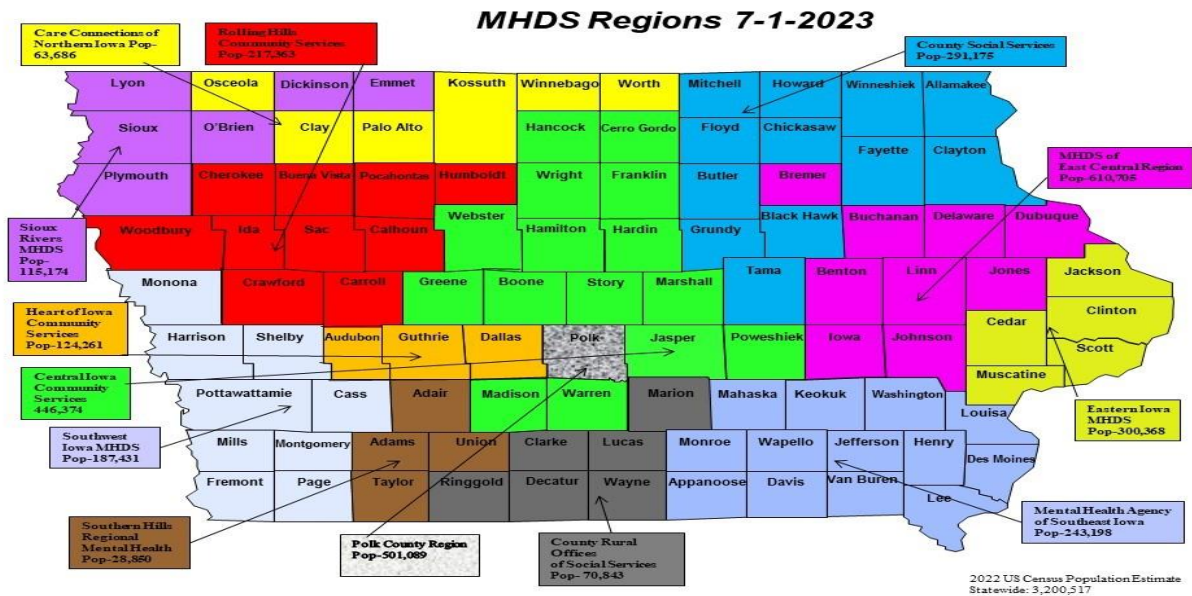 MHDS Regions 7-1-2023
Care Connections of
Northern Iowa Pop-
63,686
Rolling Hills
Community Services
Pop-217,363
County Social Services
Pop-291,175
Lyon Osceola Dickinson Emmet Kossuth Winnebago Worth Mitchell Howard Winneshiek Allamakee
Sioux O'Brien Clay Palo Alto Hancock Cerro Gordo Floyd Chickasaw
Fayette Clayton
MHDS of
East Central Region
Pop-610,705
Plymouth Cherokee Buena Vista Pocahontas Humboldt Wright Franklin Butler Bremer
Sioux
Rivers
MHDS
Pop-
115,174
Woodbury Ida Sac Calhoun Webster Hamilton Hardin Grundy Black Hawk Buchanan Delaware Dubuque
Monona Crawford Carroll Greene Boone Story Marshall Tama Benton Linn Jones Jackson
Heart of Iowa
Community
Services
Pop-124,261
Harrison Shelby Audubon Guthrie Dallas Polk Jasper Poweshiek Iowa Johnson Cedar Clinton
Scott
Muscatine
Central Iowa
Community
Services
446,374
Pottawattamie Cass Adair Madison Warren Marion Mahaska Keokuk Washington Louisa
Eastern Iowa
MHDS
Pop-300,368
Southwest
Iowa MHDS
Pop-187,431
Mills Montgomery Adams Union Clarke Lucas Monroe Wapello Jefferson Henry Des Moines
Fremont Page Taylor Ringgold Decatur Wayne Appanoose Davis Van Buren Lee
Southern Hills
Regional
Mental Health
Pop-28,850
Polk County Region
Pop-501,089
County Rural
Offices
of Social Services
Pop- 70,843
Mental Health Agency
of Southeast Iowa
Pop-243,198
2022 US Census Population Estimate
Statewide: 3,200,517